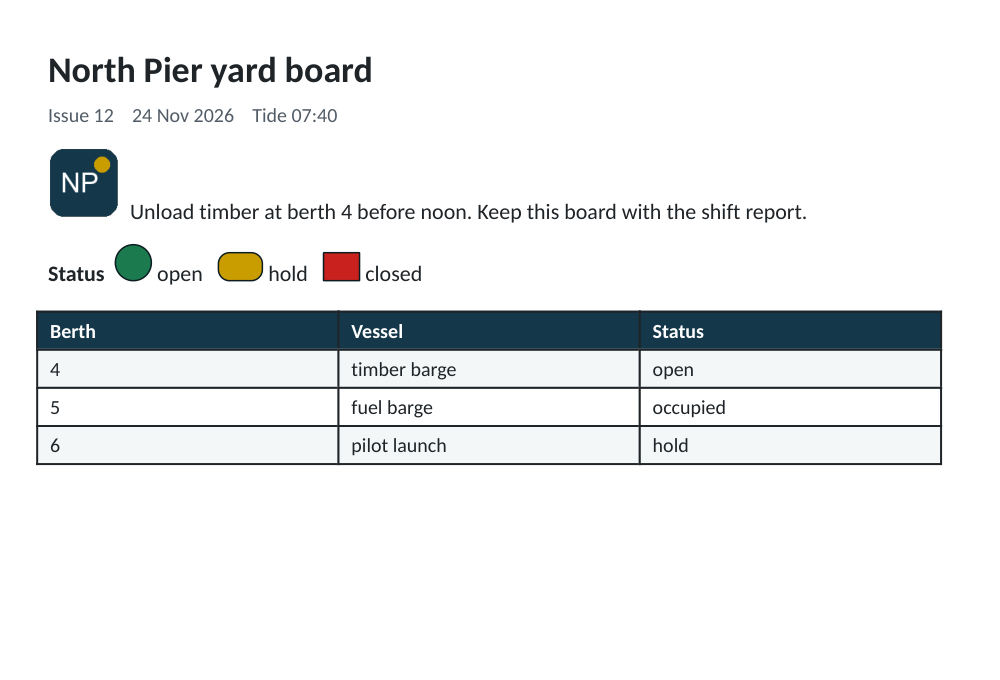 North Pier yard board
Issue 12 24 Nov 2026 Tide 07:40
NP
Unload timber at berth 4 before noon. Keep this board with the shift report.
Status open hold closed
Berth Vessel Status
4 timber barge open
5 fuel barge occupied
6 pilot launch hold